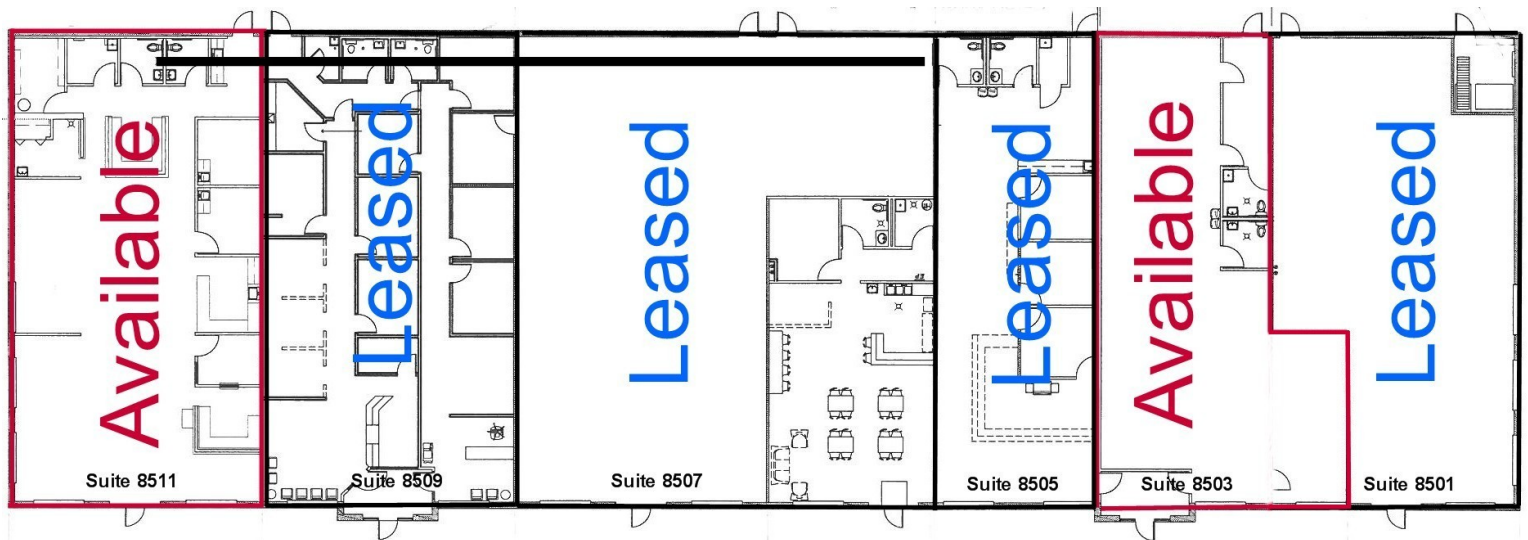 Available
Leased
Leased
Leased
Available
Leased
Suite 8511
Suite 8509
Suite 8507
Suite 8505
Suite 8503
Suite 8501